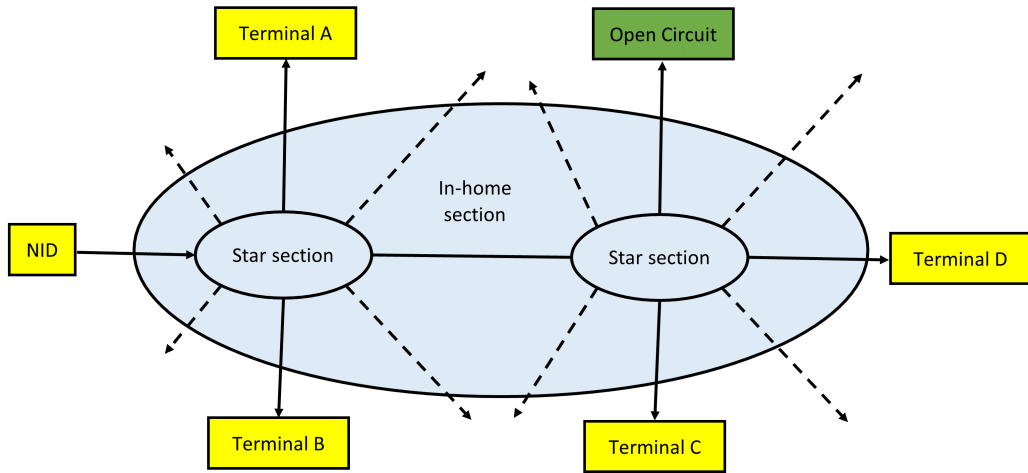 Terminal A
Open Circuit
In-home
section
NID
Star section
Star section
Terminal D
Terminal B
Terminal C